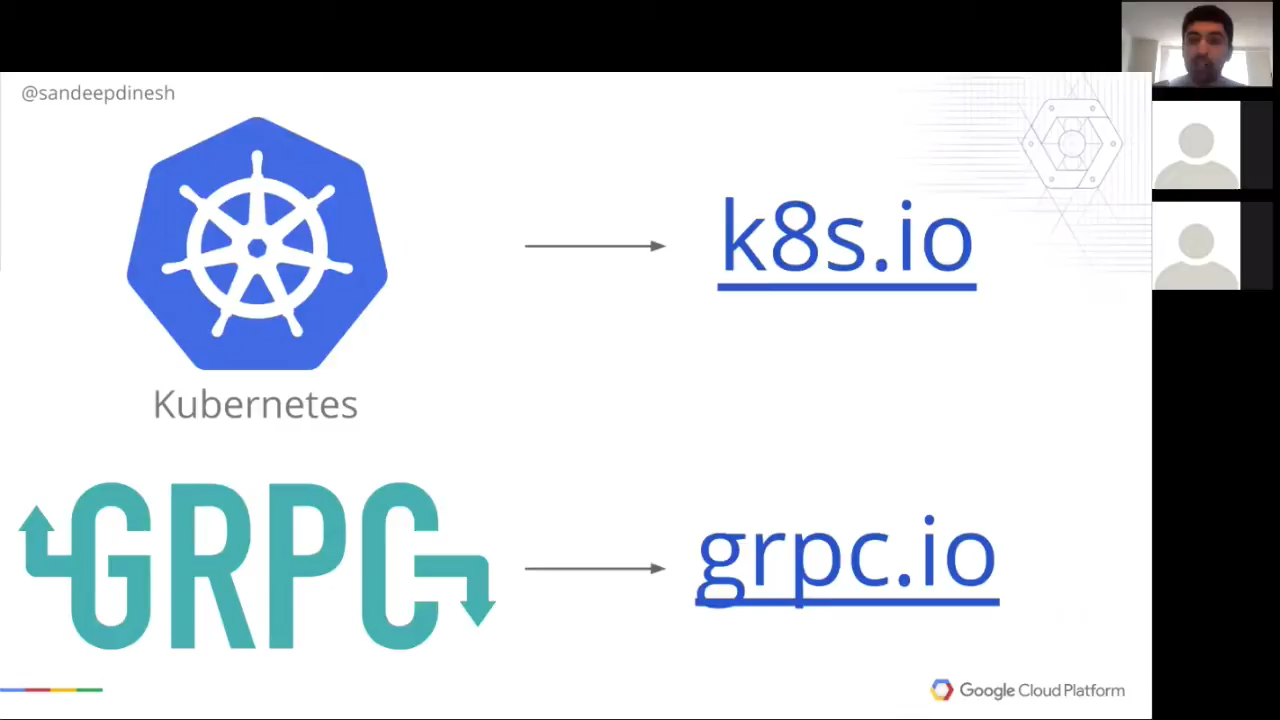 @sandeepdinesh
k8s.io
Kubernetes
GRPC
grpc.io
Google Cloud Platform